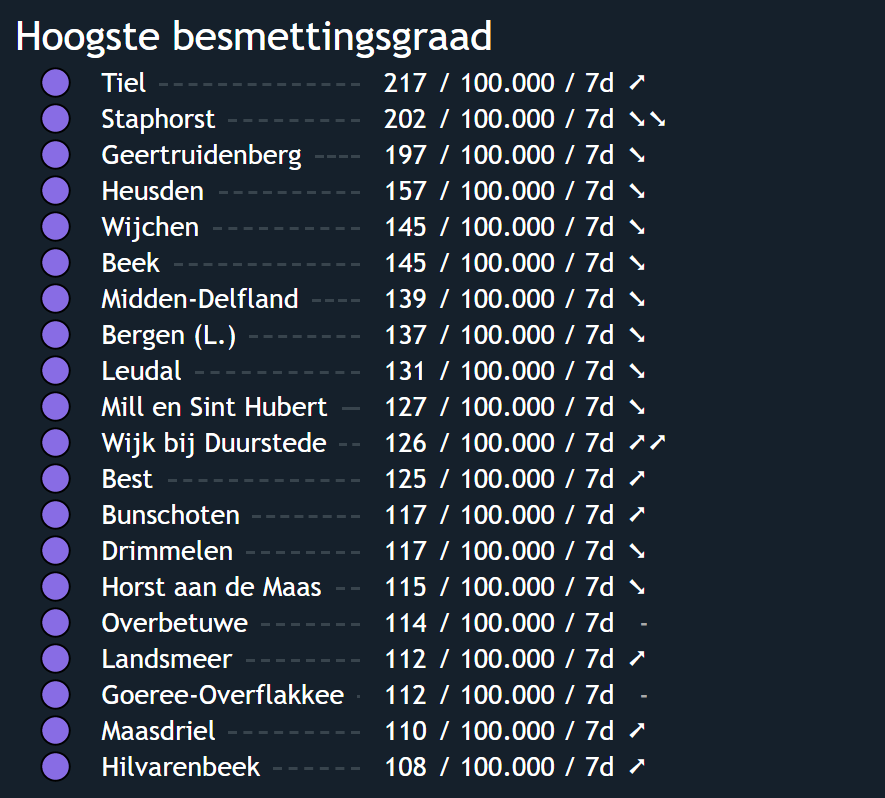 Hoogste besmettingsgraad
Tiel 217 / 100.000 / 7d ➚
Staphorst 202 / 100.000 / 7d ➘➘
Geertruidenberg 197 / 100.000 / 7d ➘
Heusden 157 / 100.000 / 7d ➘
Wijchen 145 / 100.000 / 7d ➘
Beek 145 / 100.000 / 7d ➘
Midden-Delfland 139 / 100.000 / 7d ➘
Bergen (L.) 137 / 100.000 / 7d ➘
Leudal 131 / 100.000 / 7d ➘
Mill en Sint Hubert 127 / 100.000 / 7d ➘
Wijk bij Duurstede 126 / 100.000 / 7d ➚➚
Best 125 / 100.000 / 7d ➚
Bunschoten 117 / 100.000 / 7d ➚
Drimmelen 117 / 100.000 / 7d ➘
Horst aan de Maas 115 / 100.000 / 7d ➘
Overbetuwe 114 / 100.000 / 7d -
Landsmeer 112 / 100.000 / 7d ➚
Goeree-Overflakkee 112 / 100.000 / 7d -
Maasdriel 110 / 100.000 / 7d ➚
Hilvarenbeek 108 / 100.000 / 7d ➚